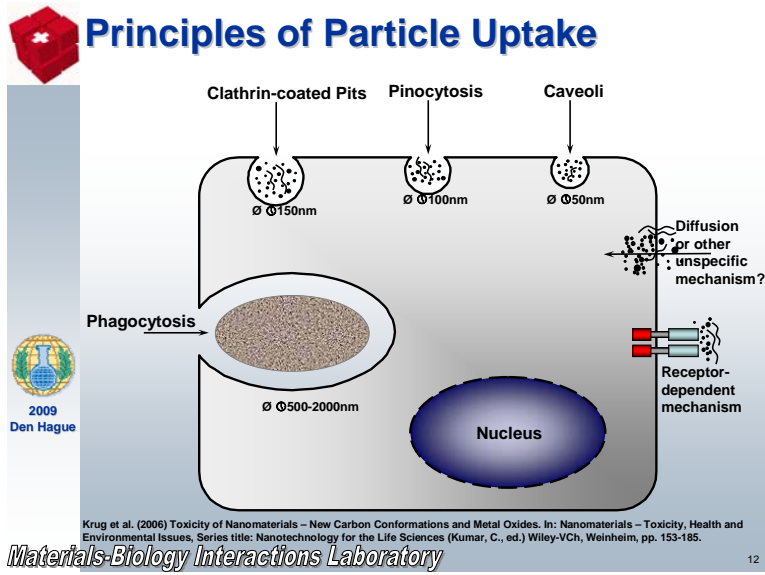 Principles of Particle Uptake
Clathrin-coated Pits
Pinocytosis
Caveoli
Ø 150nm
Ø 100nm
Ø 50nm
Diffusion
or other
unspecific
mechanism?
Phagocytosis
Receptor-
dependent
mechanism
Ø 500-2000nm
Nucleus
2009
Den Hague
Krug et al. (2006) Toxicity of Nanomaterials – New Carbon Conformations and Metal Oxides. In: Nanomaterials – Toxicity, Health and
Environmental Issues, Series title: Nanotechnology for the Life Sciences (Kumar, C., ed.) Wiley-VCh, Weinheim, pp. 153-185.
Materials-Biology Interactions Laboratory
12